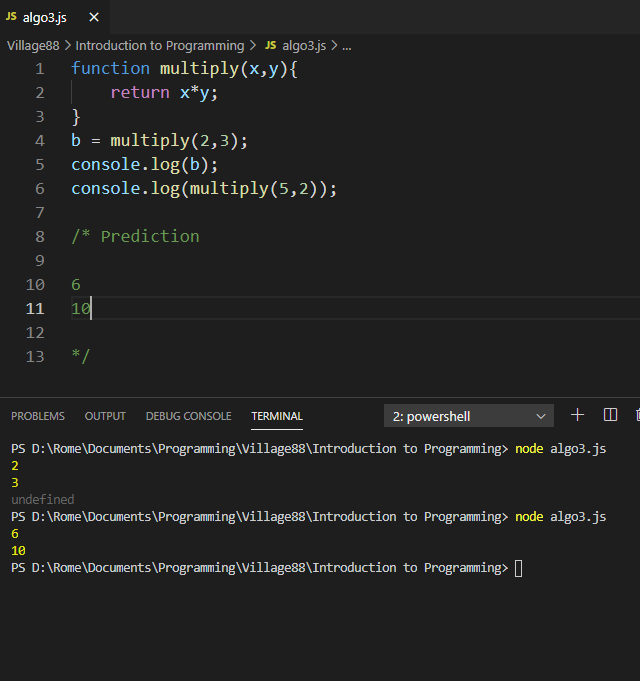 JS algo3.js ×
Village88 > Introduction to Programming > JS algo3.js > ...
1 function multiply(x,y){
2 return x*y;
3 }
4 b = multiply(2,3);
5 console.log(b);
6 console.log(multiply(5,2));
7
8 /* Prediction
9
10 6
11 10
12
13 */
PROBLEMS OUTPUT DEBUG CONSOLE TERMINAL 2: powershell
PS D:\Rome\Documents\Programming\Village88\Introduction to Programming> node algo3.js
2
3
undefined
PS D:\Rome\Documents\Programming\Village88\Introduction to Programming> node algo3.js
6
10
PS D:\Rome\Documents\Programming\Village88\Introduction to Programming>